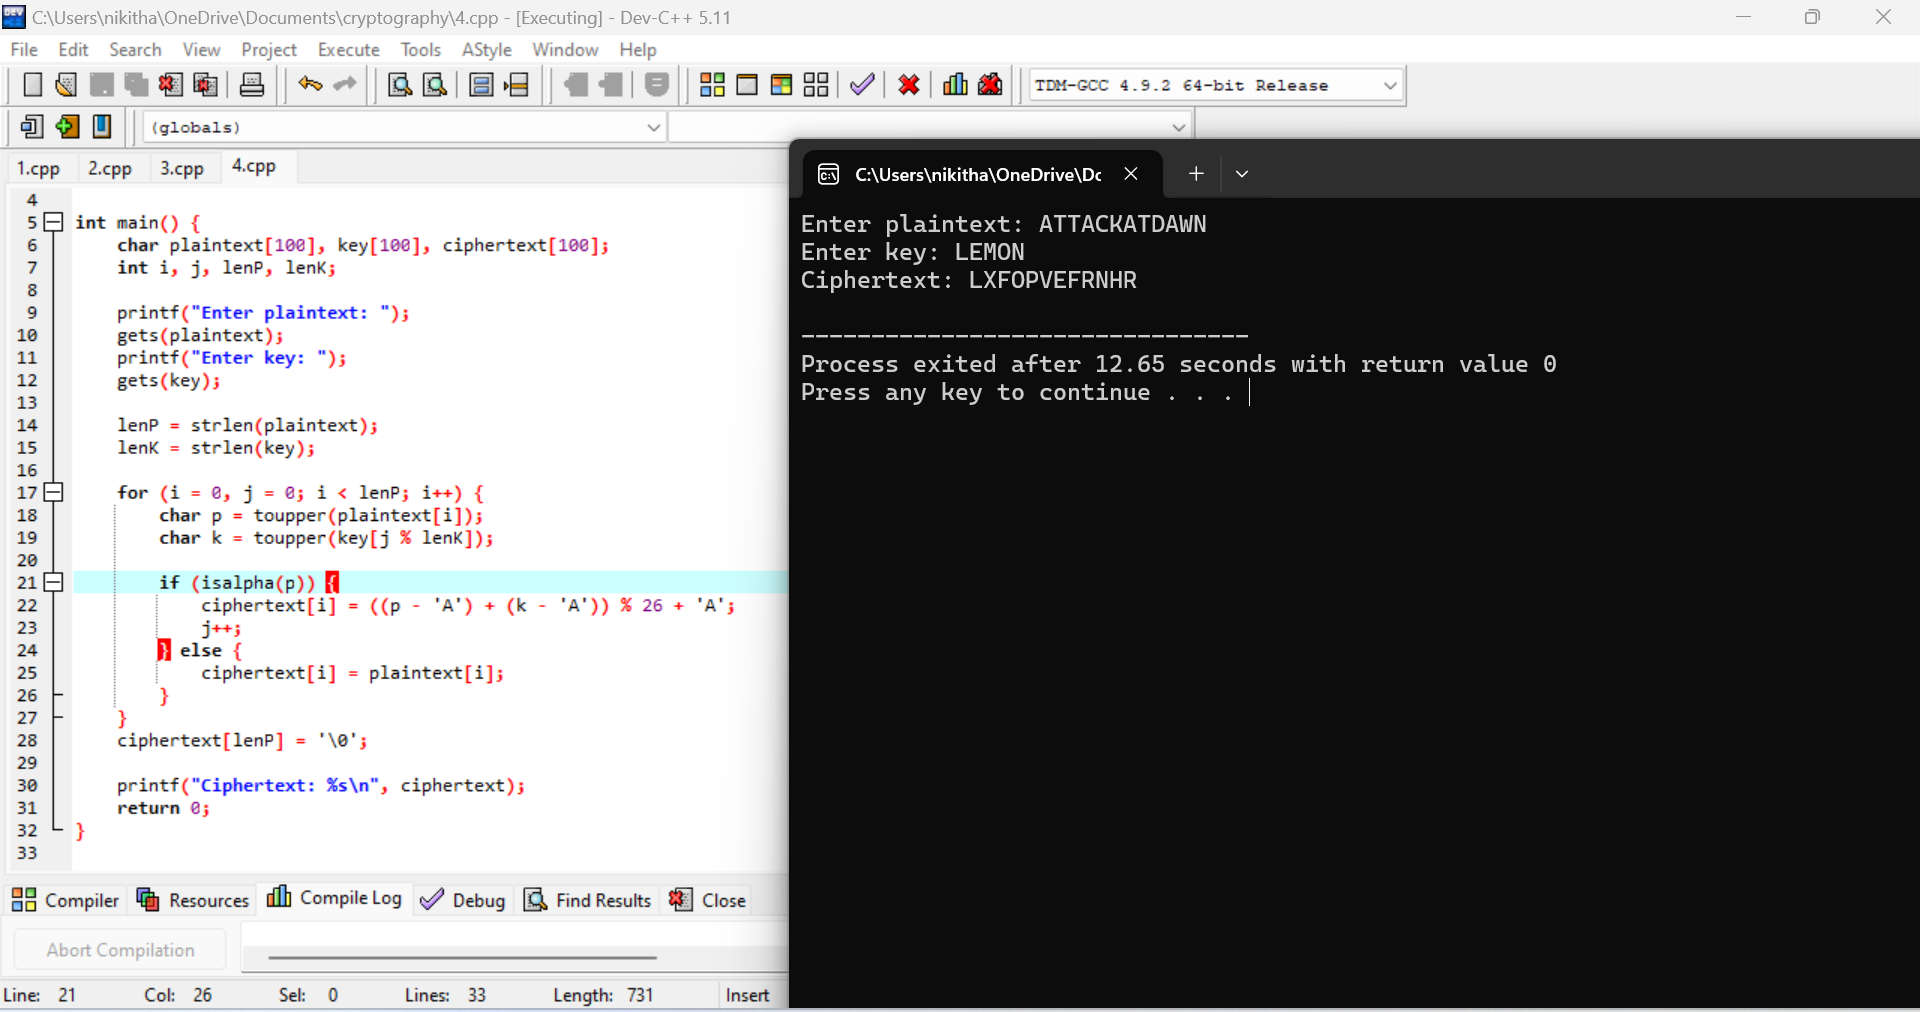 C:\Users\nikitha\OneDrive\Documents\cryptography\4.cpp - [Executing] - Dev-C++ 5.11
File Edit Search View Project Execute Tools AStyle Window Help
TDM-GCC 4.9.2 64-bit Release
(globals)
1.cpp 2.cpp 3.cpp 4.cpp
4
5 int main() {
6 char plaintext[100], key[100], ciphertext[100];
7 int i, j, lenP, lenK;
8
9 printf("Enter plaintext: ");
10 gets(plaintext);
11 printf("Enter key: ");
12 gets(key);
13
14 lenP = strlen(plaintext);
15 lenK = strlen(key);
16
17 for (i = 0, j = 0; i < lenP; i++) {
18 char p = toupper(plaintext[i]);
19 char k = toupper(key[j % lenK]);
20
21 if (isalpha(p)) {
22 ciphertext[i] = ((p - 'A') + (k - 'A')) % 26 + 'A';
23 j++;
24 } else {
25 ciphertext[i] = plaintext[i];
26 }
27 }
28 ciphertext[lenP] = '\0';
29
30 printf("Ciphertext: %s\n", ciphertext);
31 return 0;
32 }
33
Compiler Resources Compile Log Debug Find Results Close
Abort Compilation
Line: 21 Col: 26 Sel: 0 Lines: 33 Length: 731 Insert
C:\Users\nikitha\OneDrive\Dc
Enter plaintext: ATTACKATDAWN
Enter key: LEMON
Ciphertext: LXFOPVEFRNHR
--------------------------------
Process exited after 12.65 seconds with return value 0
Press any key to continue . . .